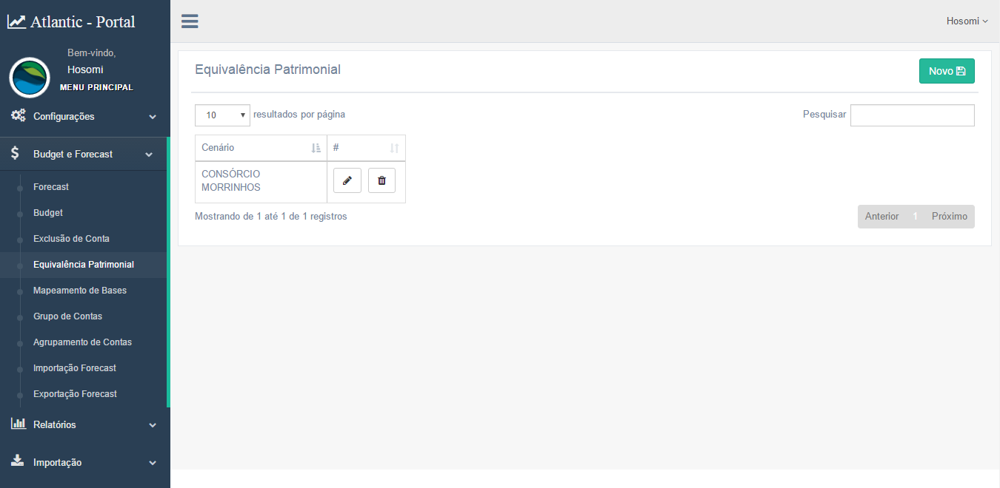 Atlantic - Portal
Bem-vindo,
Hosomi
MENU PRINCIPAL
Configurações
Budget e Forecast
Forecast
Budget
Exclusão de Conta
Equivalência Patrimonial
Mapeamento de Bases
Grupo de Contas
Agrupamento de Contas
Importação Forecast
Exportação Forecast
Relatórios
Importação
Hosomi
Equivalência Patrimonial
Novo
10 resultados por página
Pesquisar
Cenário #
CONSÓRCIO
MORRINHOS
Mostrando de 1 até 1 de 1 registros
Anterior 1 Próximo